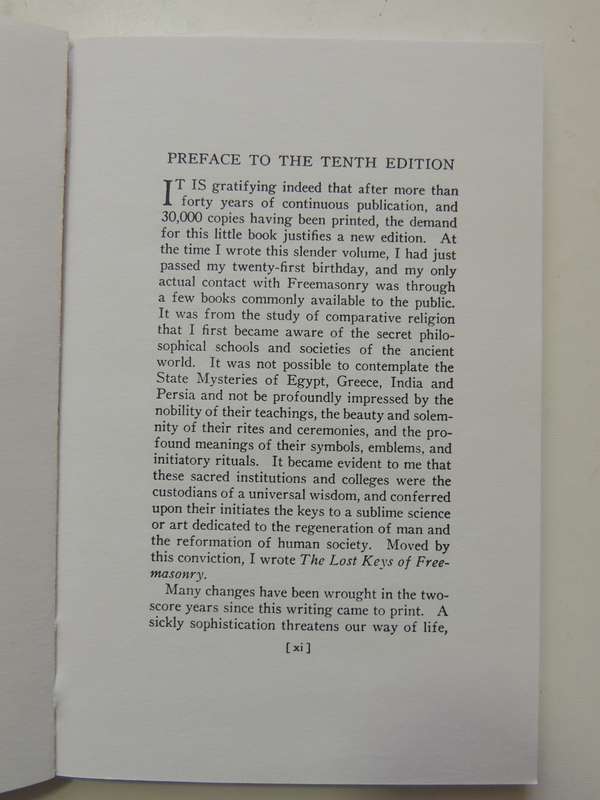 PREFACE TO THE TENTH EDITION
IT IS gratifying indeed that after more than
forty years of continuous publication, and
30,000 copies having been printed, the demand
for this little book justifies a new edition. At
the time I wrote this slender volume, I had just
passed my twenty-first birthday, and my only
actual contact with Freemasonry was through
a few books commonly available to the public.
It was from the study of comparative religion
that I first became aware of the secret philo-
sophical schools and societies of the ancient
world. It was not possible to contemplate the
State Mysteries of Egypt, Greece, India and
Persia and not be profoundly impressed by the
nobility of their teachings, the beauty and solem-
nity of their rites and ceremonies, and the pro-
found meanings of their symbols, emblems, and
initiatory rituals. It became evident to me that
these sacred institutions and colleges were the
custodians of a universal wisdom, and conferred
upon their initiates the keys to a sublime science
or art dedicated to the regeneration of man and
the reformation of human society. Moved by
this conviction, I wrote The Lost Keys of Free-
masonry.
Many changes have been wrought in the two-
score years since this writing came to print. A
sickly sophistication threatens our way of life,
[xi]